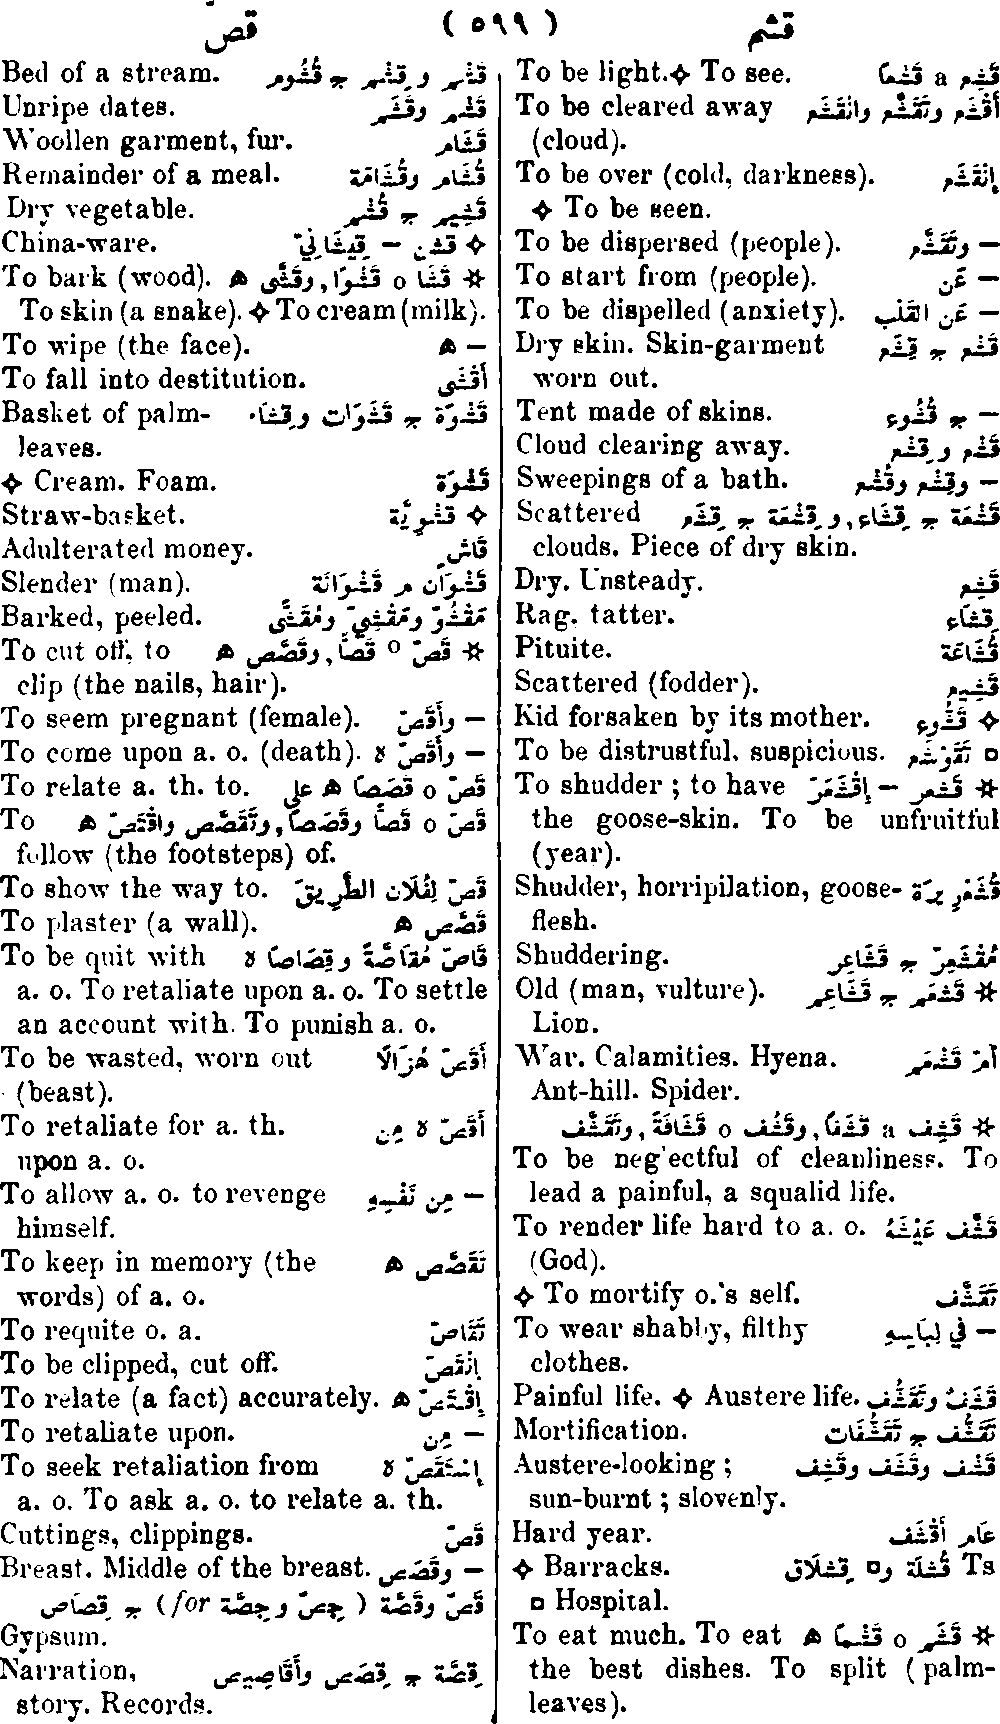 قص ( ٥٩٩ ) قشع
To be light.✧ To see. قَشِع a قَشَعًا
To be cleared away أَقْشَع وتَقَشَّع وانْقَشَع
(cloud).
To be over (cold, darkness). إِنْقَشَع
✧ To be seen.
To be dispersed (people). — وتَقَشَّع
To start from (people). — عَن
To be dispelled (anxiety). — عَنِ القَلْب
Dry skin. Skin-garment قَشْع ج قِشَع
worn out.
Tent made of skins. — ج قُشُوع
Cloud clearing away. قَشْع وقِشْع
Sweepings of a bath. — وقِشْع وقُشْع
Scattered قَشْعَة ج قِشَاع, وقِشْعَة ج قِشَع
clouds. Piece of dry skin.
Dry. Unsteady. قَشِع
Rag. tatter. قِشَاع
Pituite. قُشَاعَة
Scattered (fodder). قَشِيع
Kid forsaken by its mother. ✧ قَشُّوع
To be distrustful, suspicious. □ تَقَوْشَع
To shudder ; to have ✲ قشعر — إِقْشَعَرّ
the goose-skin. To be unfruitful
(year).
Shudder, horripilation, goose- قُشَعْرِيرَة
flesh.
Shuddering. مُقْشَعِرّ ج قَشَاعِر
Old (man, vulture). ✲ قَشْعَم ج قَشَاعِم
Lion.
War. Calamities. Hyena. أُمّ قَشْعَم
Ant-hill. Spider.
✲ قَشِف a قَشَفًا, وقَشُف o قَشَافَةً, وتَقَشَّف
To be neglectful of cleanliness. To
lead a painful, a squalid life.
To render life hard to a. o. قَشَّف عَيْشَهُ
(God).
✧ To mortify o.'s self. تَقَشَّف
To wear shabby, filthy — فِي لِبَاسِهِ
clothes.
Painful life. ✧ Austere life. قَشَف وتَقَشُّف
Mortification. تَقَشُّف ج تَقَشُّفَات
Austere-looking ; قَشْف وقَشَف وقَشِف
sun-burnt ; slovenly.
Hard year. عَام أَقْشَف
✧ Barracks. Ts قُشْلَة و□ قِشْلَاق
□ Hospital.
To eat much. To eat ✲ قَشَم o قَشْمًا ه
the best dishes. To split (palm-
leaves).
Bed of a stream. قَشْم وقِشْم ج قُشُوم
Unripe dates. قَشْم وقَشَم
Woollen garment, fur. قَشَام
Remainder of a meal. قُشَام وقُشَامَة
Dry vegetable. قَشِيم ج قُشْم
China-ware. ✧ قشن — قِيشَانِيّ
To bark (wood). ✲ قَشَا o قَشْوًا, وقَشَّى ه
To skin (a snake). ✧ To cream (milk).
To wipe (the face). — ه
To fall into destitution. أَقْشَى
Basket of palm- قَشْوَة ج قَشَوَات وقِشَاء
leaves.
✧ Cream. Foam. قَشْوَة
Straw-basket. ✧ قَشْوِيَّة
Adulterated money. قَاشٍ
Slender (man). قَشْوَان م قَشْوَانَة
Barked, peeled. مَقْشُوّ ومَقْشِيّ ومُقَشًّى
To cut off, to ✲ قَصّ o قَصًّا, وقَصَّص ه
clip (the nails, hair).
To seem pregnant (female). — وأَقَصّ
To come upon a. o. (death). — وأَقَصّ ل
To relate a. th. to. قَصّ o قَصَصًا ه على
To قَصّ o قَصًّا وقَصَصًا, وتَقَصَّص واقْتَصّ ه
follow (the footsteps) of.
To show the way to. قَصّ لِفُلَان الطَّرِيقَ
To plaster (a wall). قَصَّص ه
To be quit with قَاصّ مُقَاصَّةً وقِصَاصًا ل
a. o. To retaliate upon a. o. To settle
an account with. To punish a. o.
To be wasted, worn out أَقَصّ هُزَالًا
(beast).
To retaliate for a. th. أَقَصّ ل مِن
upon a. o.
To allow a. o. to revenge — مِن نَفْسِهِ
himself.
To keep in memory (the تَقَصَّص ه
words) of a. o.
To requite o. a. تَقَاصّ
To be clipped, cut off. إِنْقَصّ
To relate (a fact) accurately. إِقْتَصّ ه
To retaliate upon. — مِن
To seek retaliation from إِسْتَقَصّ ل
a. o. To ask a. o. to relate a. th.
Cuttings, clippings. قَصّ
Breast. Middle of the breast. — وقَصَص
قَصّ وقَصَّة ( for جِصّ وجِصَّة ) ج قِصَاص
Gypsum.
Narration, قِصَّة ج قِصَص وأَقَاصِيص
story. Records.